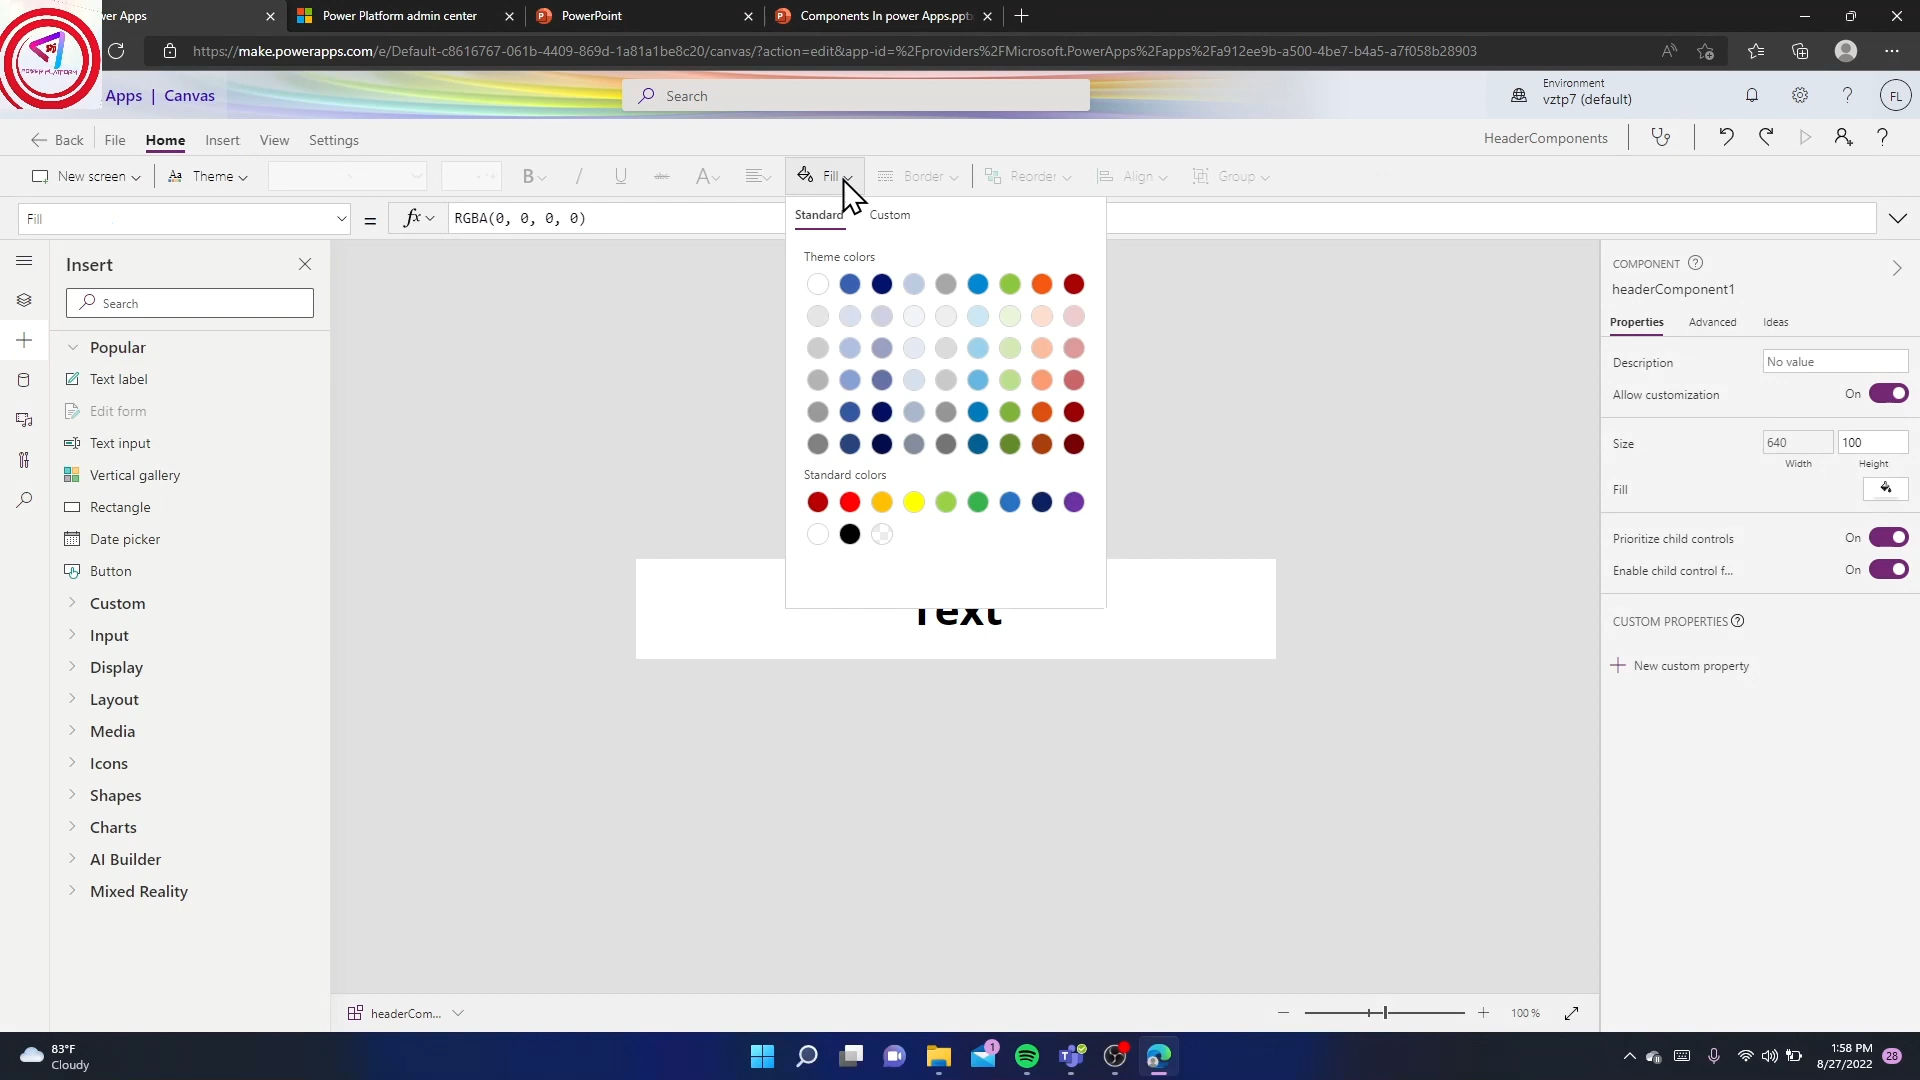 wer Apps
Power Platform admin center
PowerPoint
Components In power Apps.pptx
POWER PLATFORM
https://make.powerapps.com/e/Default-c8616767-061b-4409-869d-1a81a1be8c20/canvas/?action=edit&app-id=%2Fproviders%2FMicrosoft.PowerApps%2Fapps%2Fa912ee9b-a500-4be7-b4a5-a7f058b28903
Apps | Canvas
Search
Environment
vztp7 (default)
FL
Back
File
Home
Insert
View
Settings
HeaderComponents
New screen
Theme
B
Fill
Border
Reorder
Align
Group
Fill
=
fx
RGBA(0, 0, 0, 0)
Insert
Search
Popular
Text label
Edit form
Text input
Vertical gallery
Rectangle
Date picker
Button
Custom
Input
Display
Layout
Media
Icons
Shapes
Charts
AI Builder
Mixed Reality
Standard
Custom
Theme colors
Standard colors
Text
COMPONENT
headerComponent1
Properties
Advanced
Ideas
Description
No value
Allow customization
On
Size
640
100
Width
Height
Fill
Prioritize child controls
On
Enable child control f...
On
CUSTOM PROPERTIES
New custom property
headerCom...
100 %
83°F
Cloudy
1
1:58 PM
8/27/2022
28